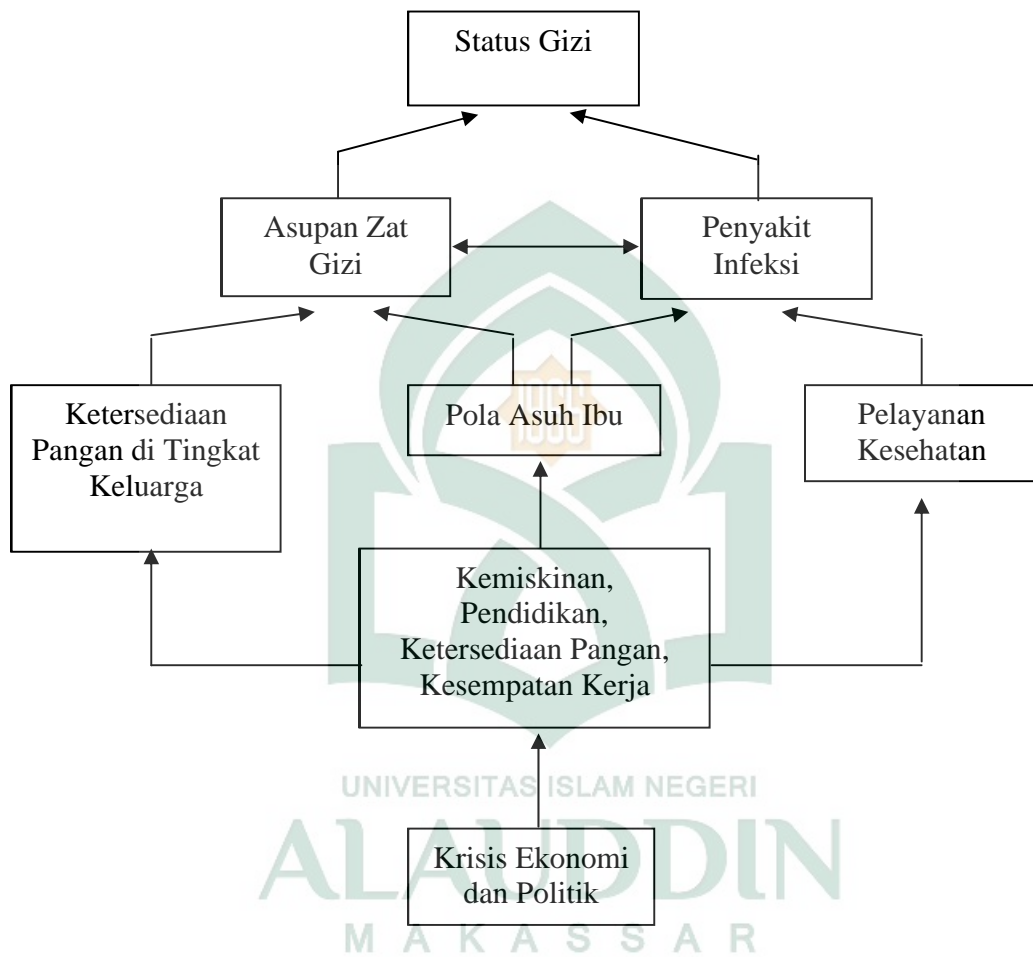 Status Gizi
Asupan Zat
Gizi
Penyakit
Infeksi
Ketersediaan
Pangan di Tingkat
Keluarga
Pola Asuh Ibu
Pelayanan
Kesehatan
Kemiskinan,
Pendidikan,
Ketersediaan Pangan,
Kesempatan Kerja
UNIVERSITAS ISLAM NEGERI
ALAUDDIN
MAKASSAR
Krisis Ekonomi
dan Politik